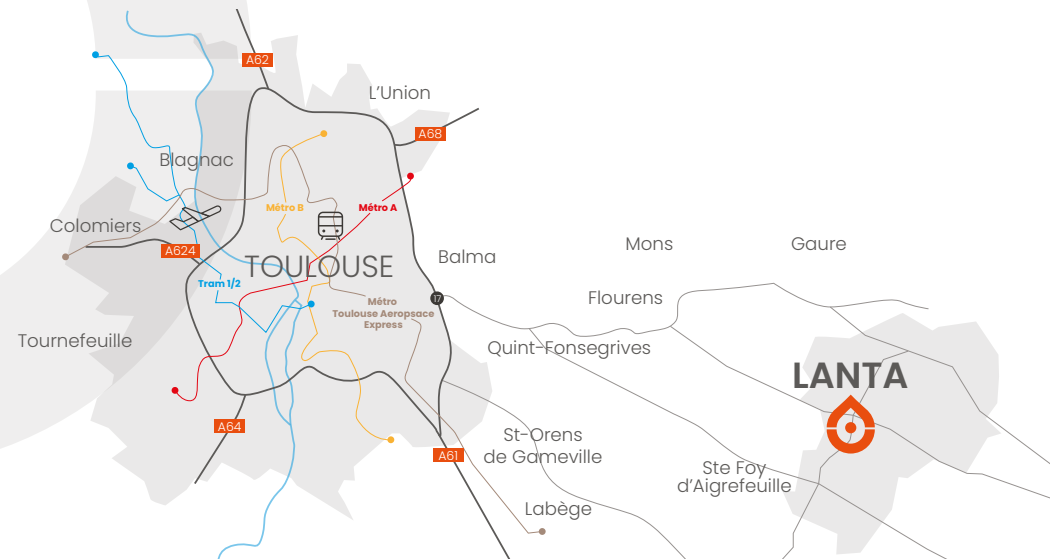 A62
L'Union
A68
Blagnac
Métro B
Métro A
Colomiers
A624
TOULOUSE
Balma
Mons
Gaure
Tram 1/2
17
Flourens
Métro
Toulouse Aeropsace
Express
Tournefeuille
Quint-Fonsegrives
LANTA
A64
St-Orens
de Gameville
A61
Ste Foy
d'Aigrefeuille
Labège